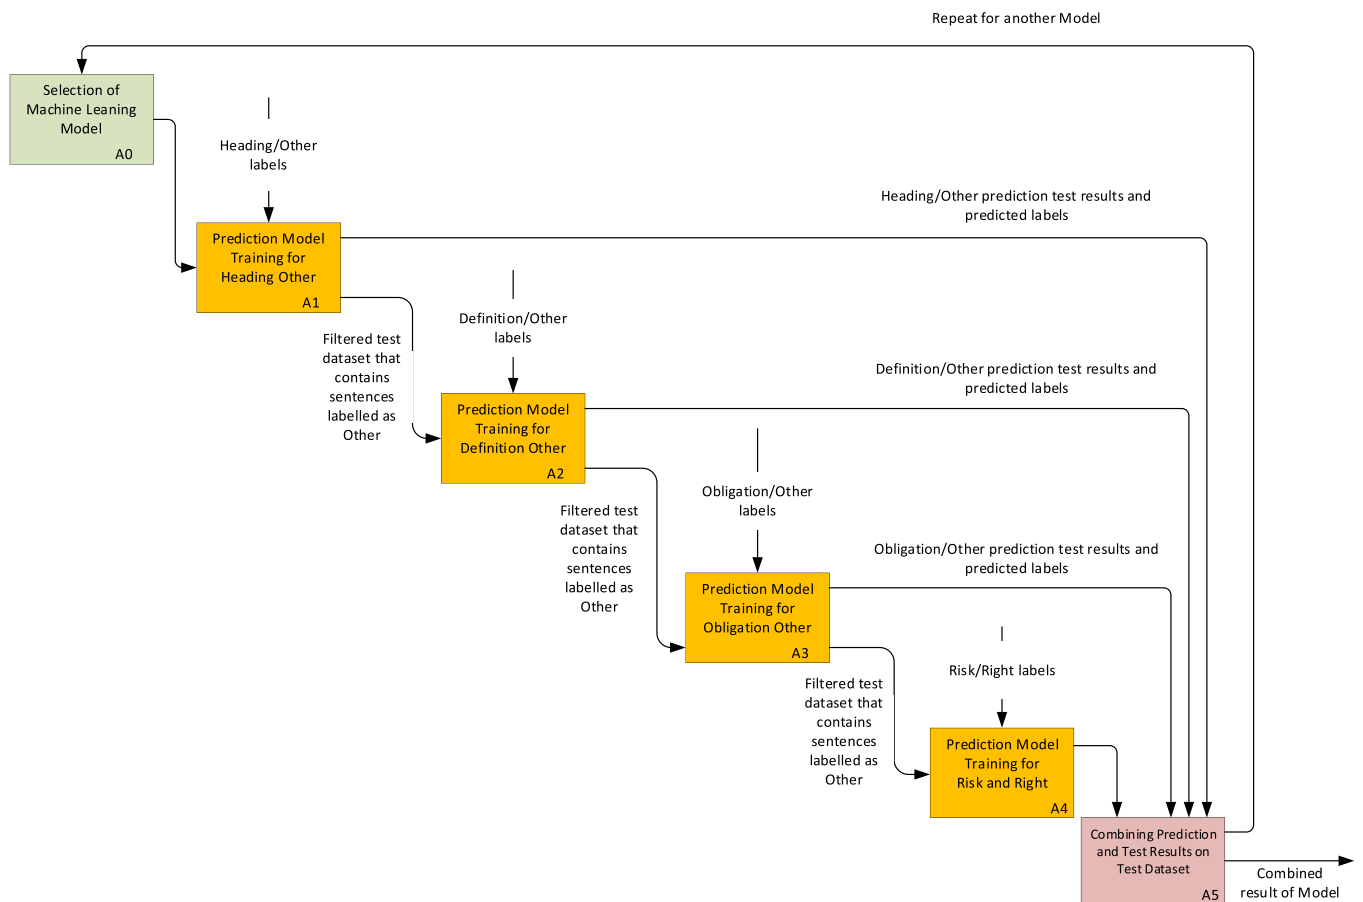 Repeat for another Model
Selection of
Machine Leaning
Model
A0
Heading/Other
labels
Heading/Other prediction test results and
predicted labels
Prediction Model
Training for
Heading Other
A1
Definition/Other
labels
Filtered test
dataset that
contains
sentences
labelled as
Other
Definition/Other prediction test results and
predicted labels
Prediction Model
Training for
Definition Other
A2
Obligation/Other
labels
Filtered test
dataset that
contains
sentences
labelled as
Other
Obligation/Other prediction test results and
predicted labels
Prediction Model
Training for
Obligation Other
A3
Risk/Right labels
Filtered test
dataset that
contains
sentences
labelled as
Other
Prediction Model
Training for
Risk and Right
A4
Combining Prediction
and Test Results on
Test Dataset
A5
Combined
result of Model